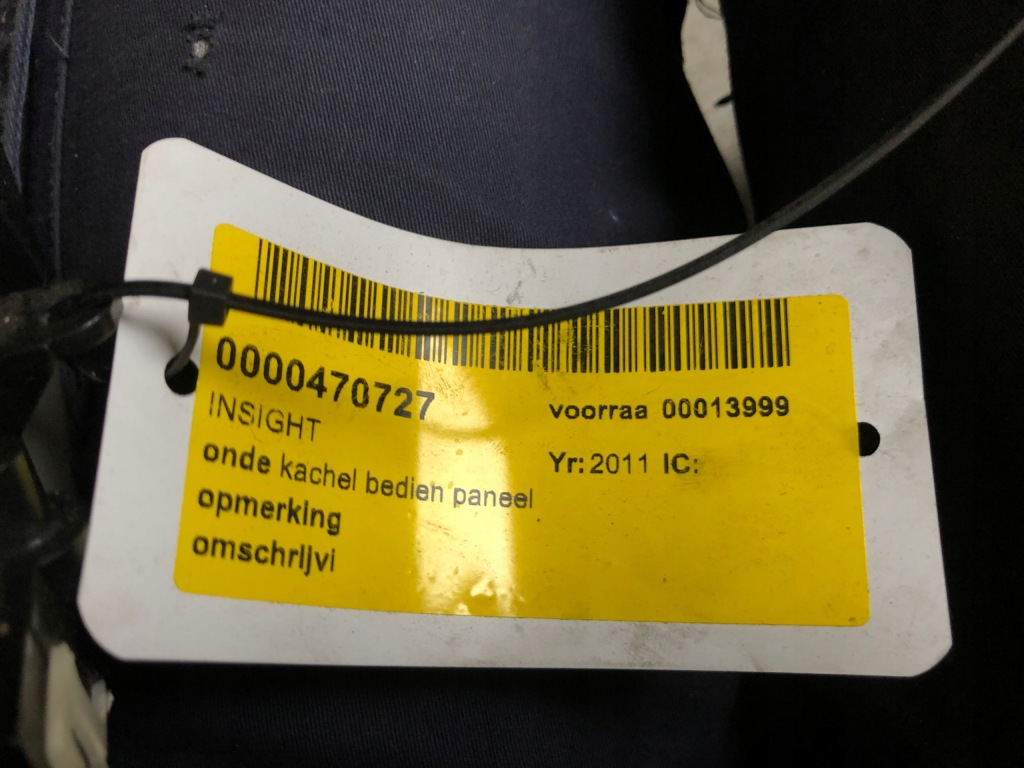 0000470727
INSIGHT
voorraa 00013999
onde kachel bedien paneel
Yr: 2011 IC:
opmerking
omschrijvi